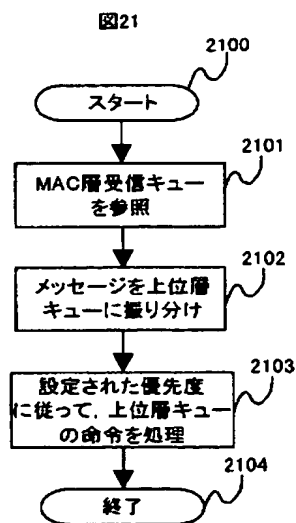 図21
2100
スタート
2101
MAC層受信キュー
を参照
2102
メッセージを上位層
キューに振り分け
2103
設定された優先度
に従って,上位層キュー
の命令を処理
2104
終了